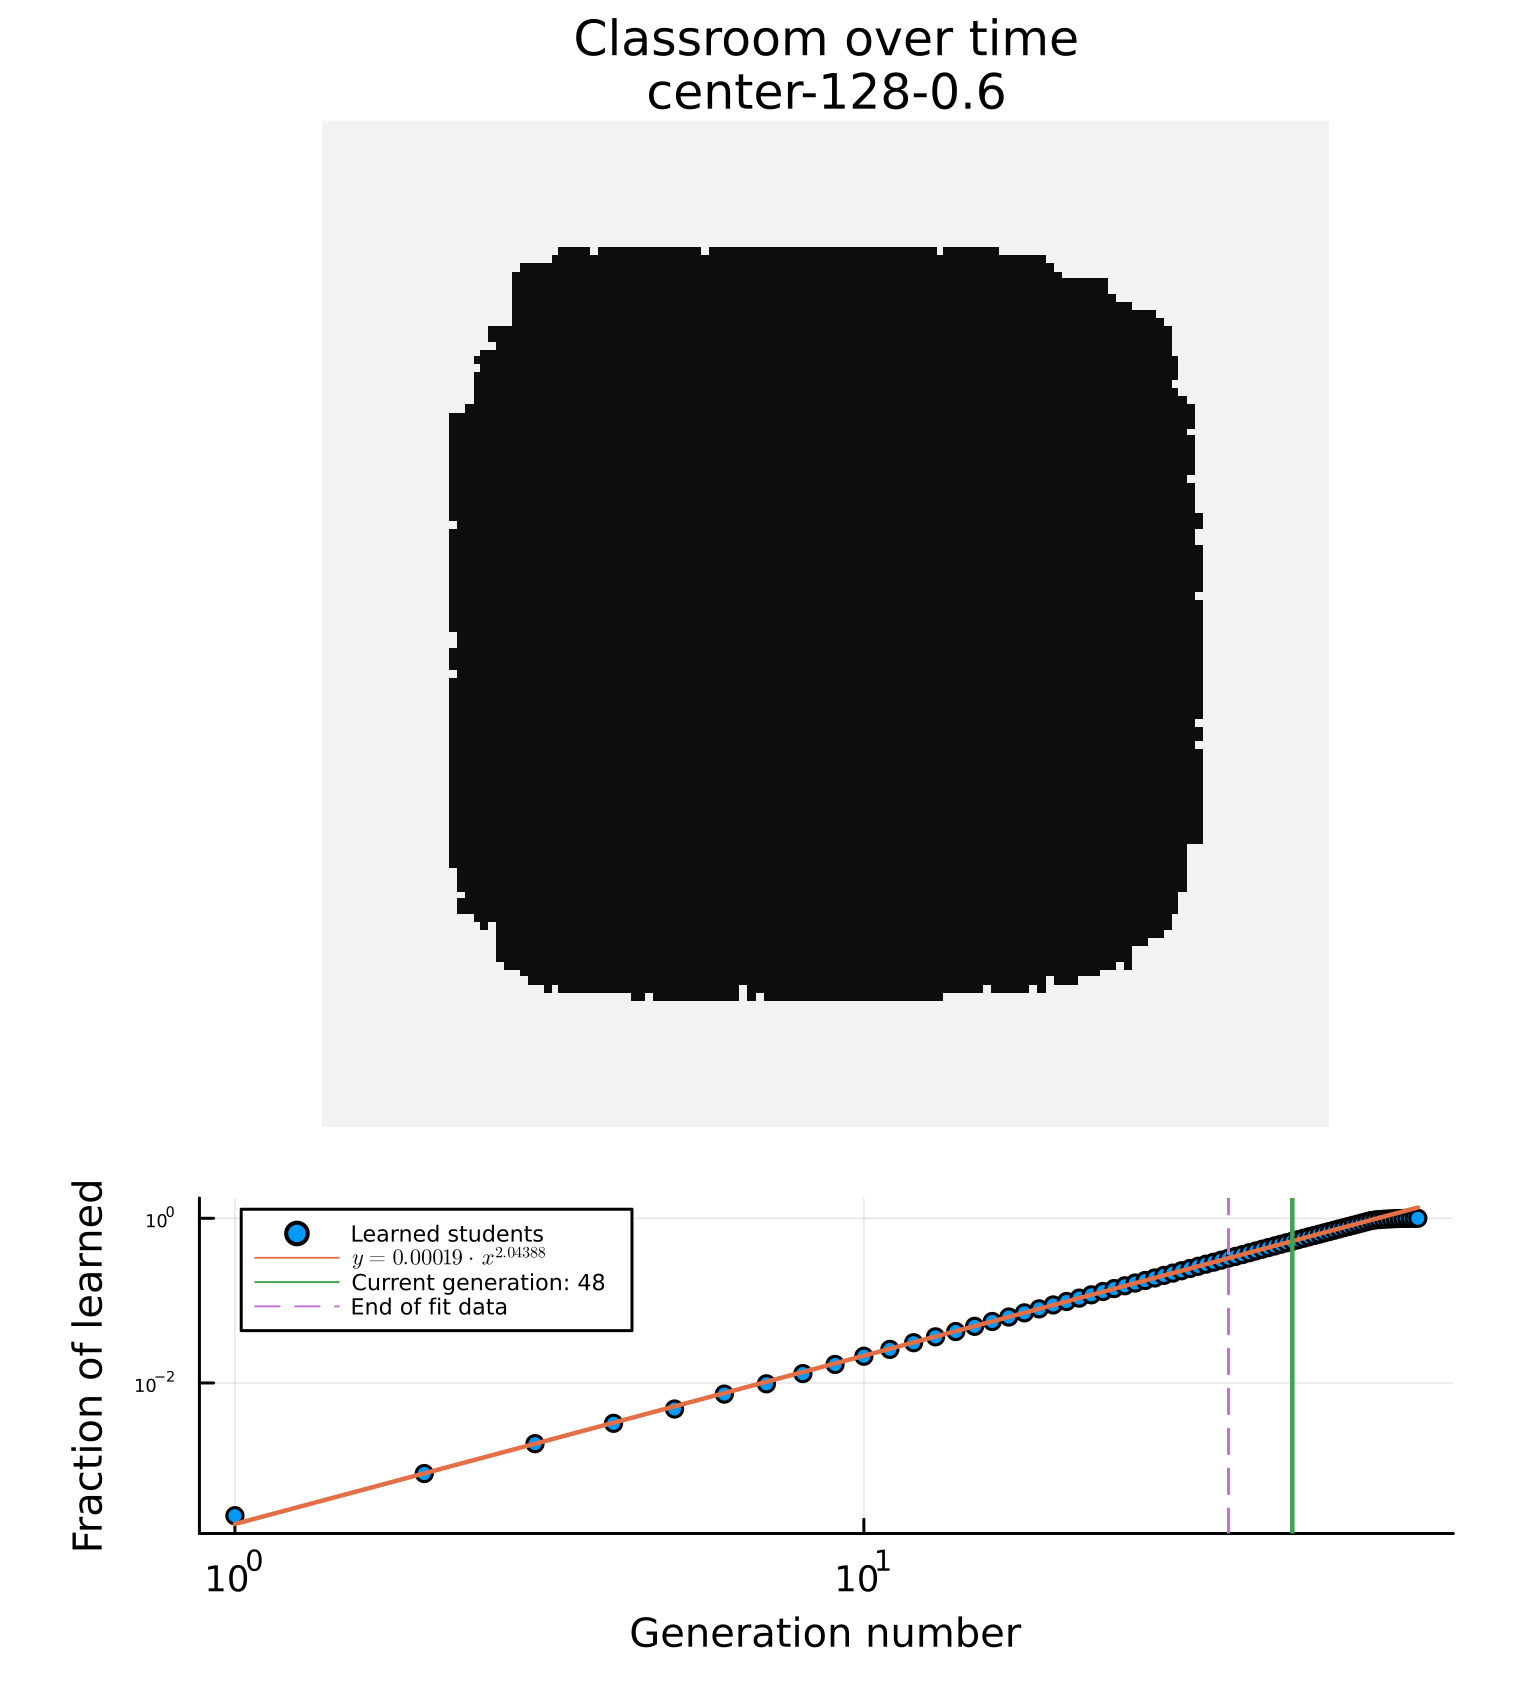 Classroom over time
center-128-0.6
Fraction of learned
10^0
10^-2
Learned students
y = 0.00019 · x^2.04388
Current generation: 48
End of fit data
10^0
10^1
Generation number